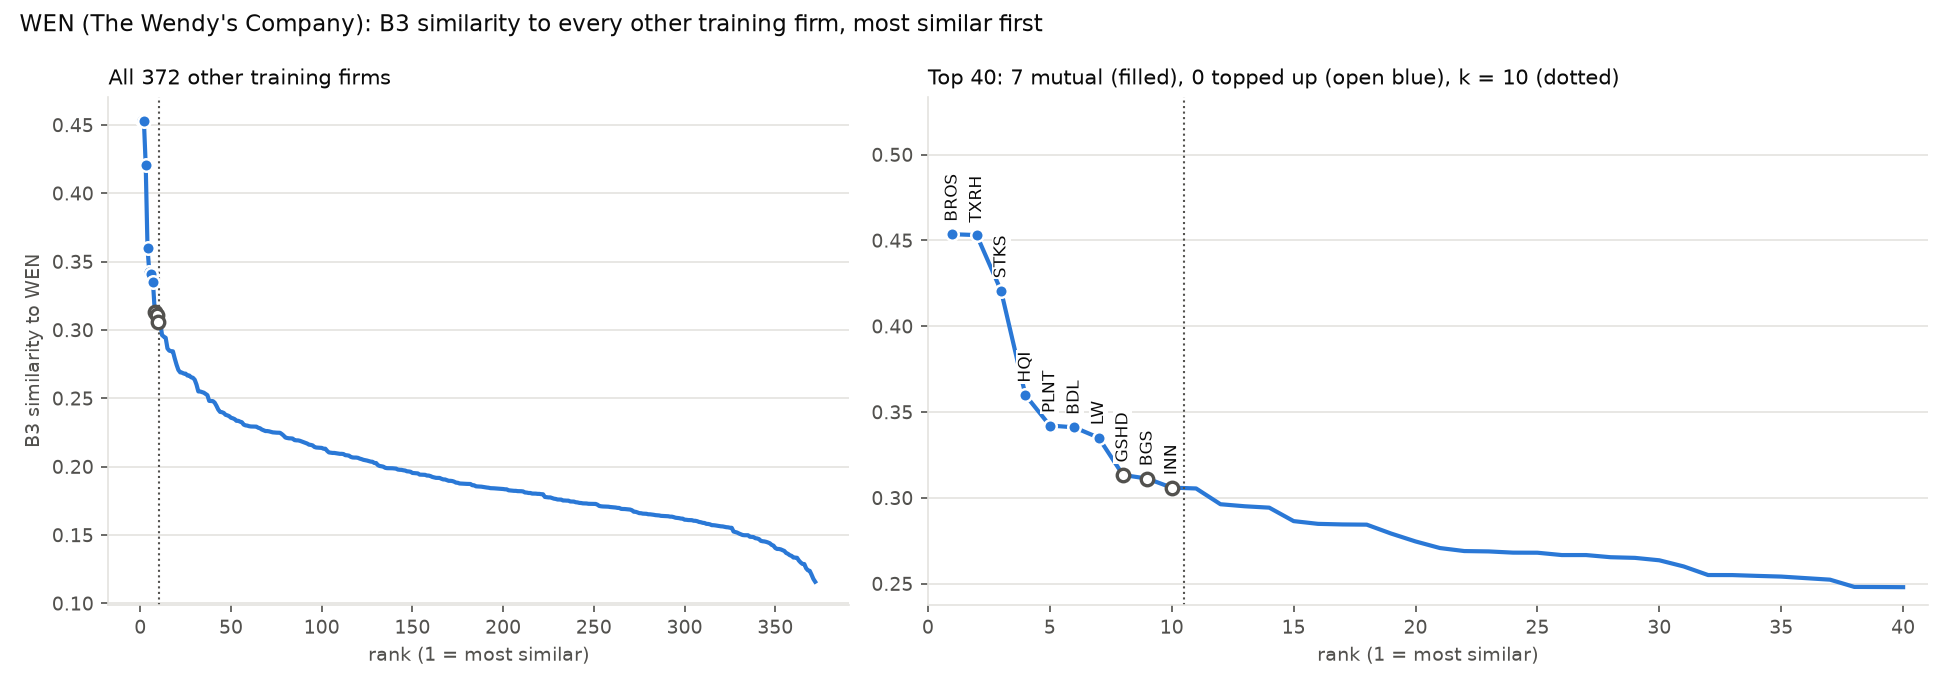 WEN (The Wendy's Company): B3 similarity to every other training firm, most similar first
All 372 other training firms
B3 similarity to WEN
0.45
0.40
0.35
0.30
0.25
0.20
0.15
0.10
0 50 100 150 200 250 300 350
rank (1 = most similar)
Top 40: 7 mutual (filled), 0 topped up (open blue), k = 10 (dotted)
0.50
0.45
0.40
0.35
0.30
0.25
BROS
TXRH
STKS
HQI
PLNT
BDL
LW
GSHD
BGS
INN
0 5 10 15 20 25 30 35 40
rank (1 = most similar)